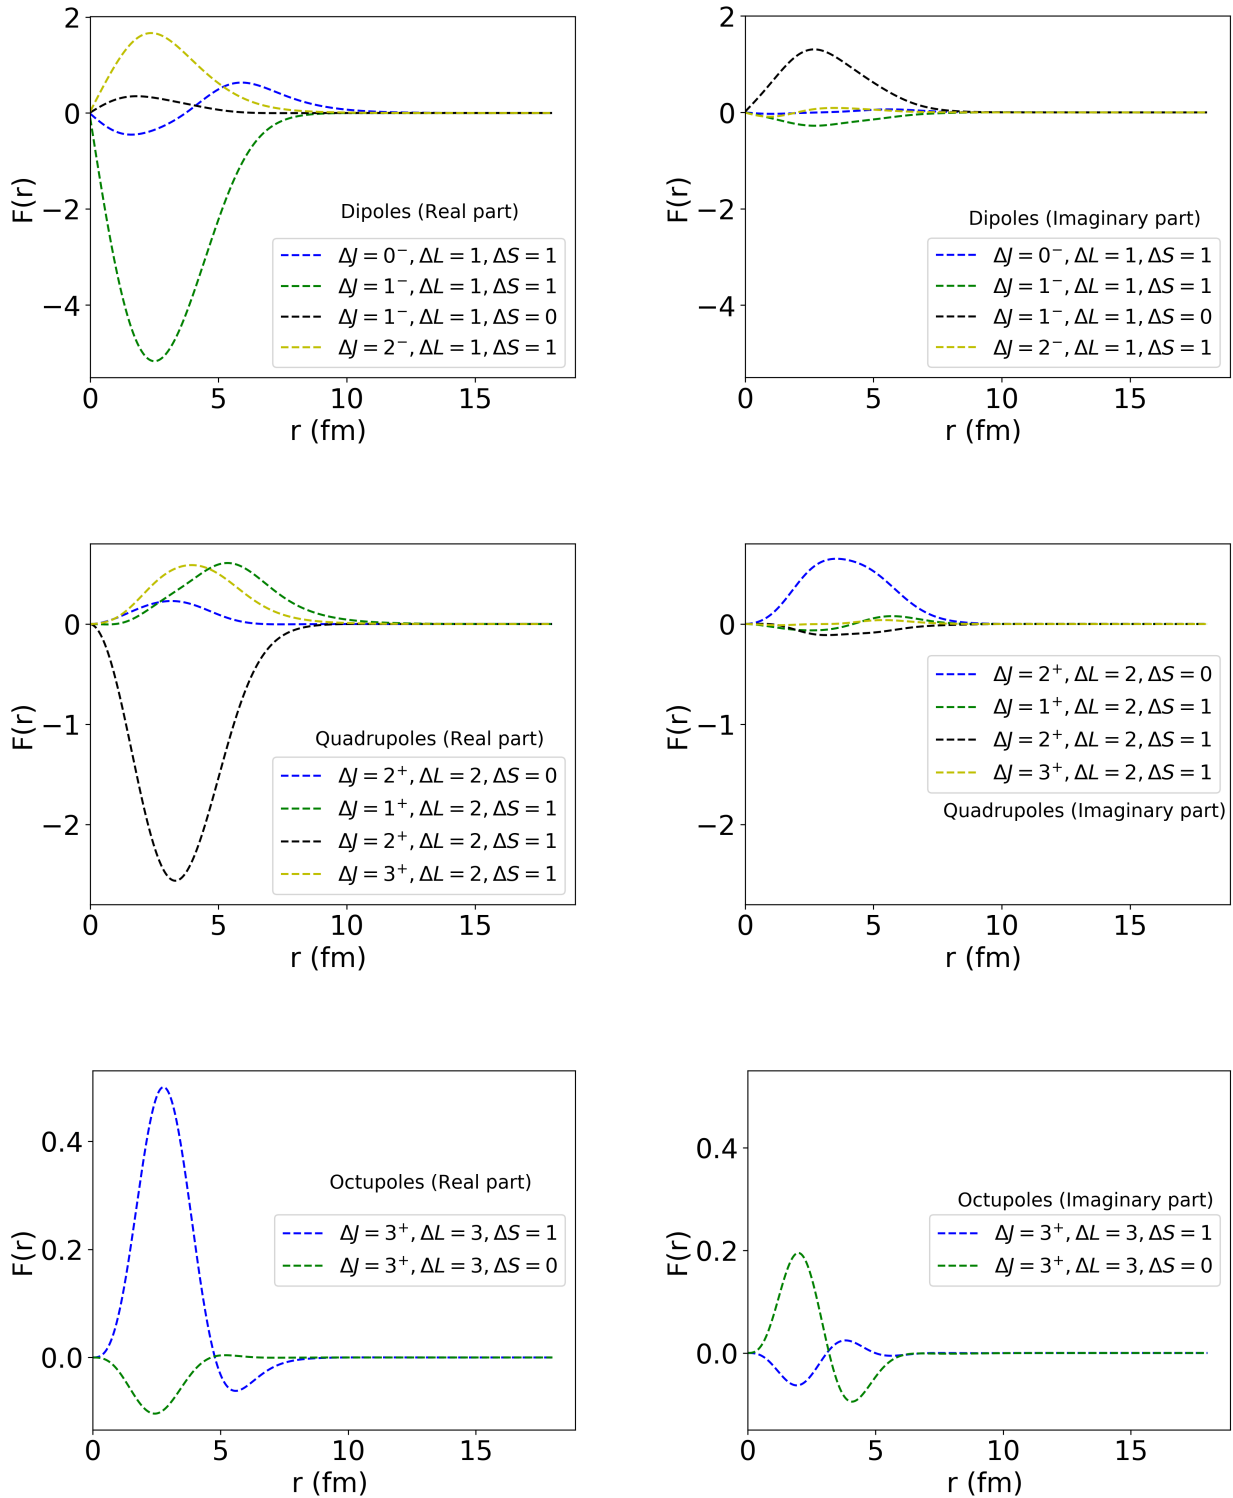 2
0
−2
−4
F(r)
Dipoles (Real part)
ΔJ = 0⁻, ΔL = 1, ΔS = 1
ΔJ = 1⁻, ΔL = 1, ΔS = 1
ΔJ = 1⁻, ΔL = 1, ΔS = 0
ΔJ = 2⁻, ΔL = 1, ΔS = 1
0 5 10 15
r (fm)
2
0
−2
−4
F(r)
Dipoles (Imaginary part)
ΔJ = 0⁻, ΔL = 1, ΔS = 1
ΔJ = 1⁻, ΔL = 1, ΔS = 1
ΔJ = 1⁻, ΔL = 1, ΔS = 0
ΔJ = 2⁻, ΔL = 1, ΔS = 1
0 5 10 15
r (fm)
0
−1
−2
F(r)
Quadrupoles (Real part)
ΔJ = 2⁺, ΔL = 2, ΔS = 0
ΔJ = 1⁺, ΔL = 2, ΔS = 1
ΔJ = 2⁺, ΔL = 2, ΔS = 1
ΔJ = 3⁺, ΔL = 2, ΔS = 1
0 5 10 15
r (fm)
0
−1
−2
F(r)
ΔJ = 2⁺, ΔL = 2, ΔS = 0
ΔJ = 1⁺, ΔL = 2, ΔS = 1
ΔJ = 2⁺, ΔL = 2, ΔS = 1
ΔJ = 3⁺, ΔL = 2, ΔS = 1
Quadrupoles (Imaginary part)
0 5 10 15
r (fm)
0.4
0.2
0.0
F(r)
Octupoles (Real part)
ΔJ = 3⁺, ΔL = 3, ΔS = 1
ΔJ = 3⁺, ΔL = 3, ΔS = 0
0 5 10 15
r (fm)
0.4
0.2
0.0
F(r)
Octupoles (Imaginary part)
ΔJ = 3⁺, ΔL = 3, ΔS = 1
ΔJ = 3⁺, ΔL = 3, ΔS = 0
0 5 10 15
r (fm)